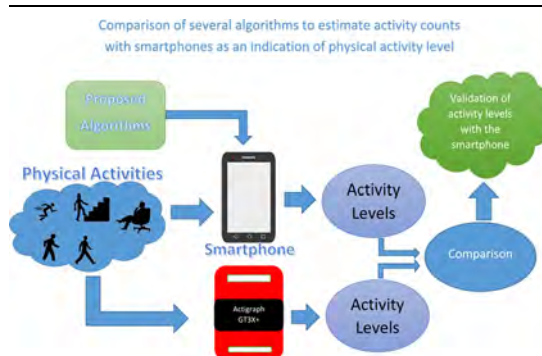 Comparison of several algorithms to estimate activity counts
with smartphones as an indication of physical activity level
Proposed
Algorithms
Validation of
activity levels
with the
smartphone
Physical Activities
Smartphone
Activity
Levels
Comparison
Actigraph
GT3X+
Activity
Levels